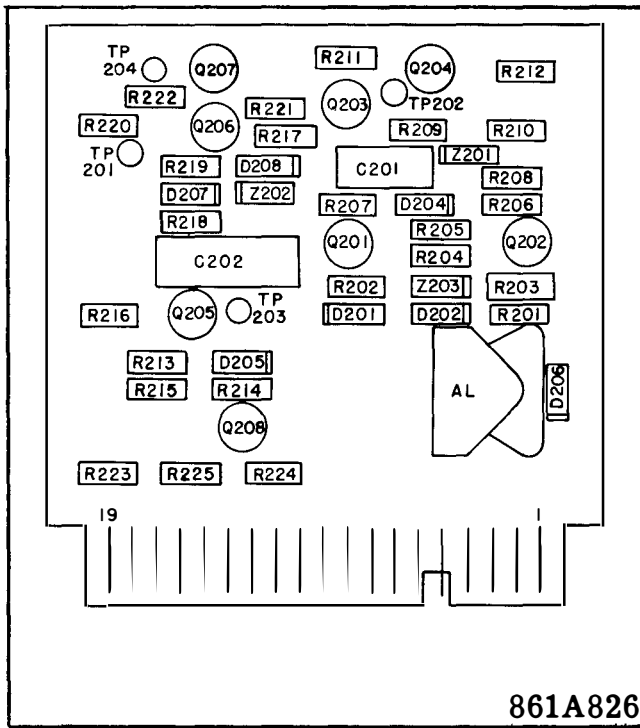 TP
204
Q207
R211
Q204
R212
R222
Q203
TP202
R221
R220
Q206
R217
R209
R210
TP
201
R219
D208
C201
Z201
R208
D207
Z202
R207
D204
R206
R218
R205
Q201
Q202
C202
R204
R202
Z203
R203
R216
Q205
TP
203
D201
D202
R201
R213
D205
R215
R214
AL
D206
Q208
R223
R225
R224
19
1
861A826